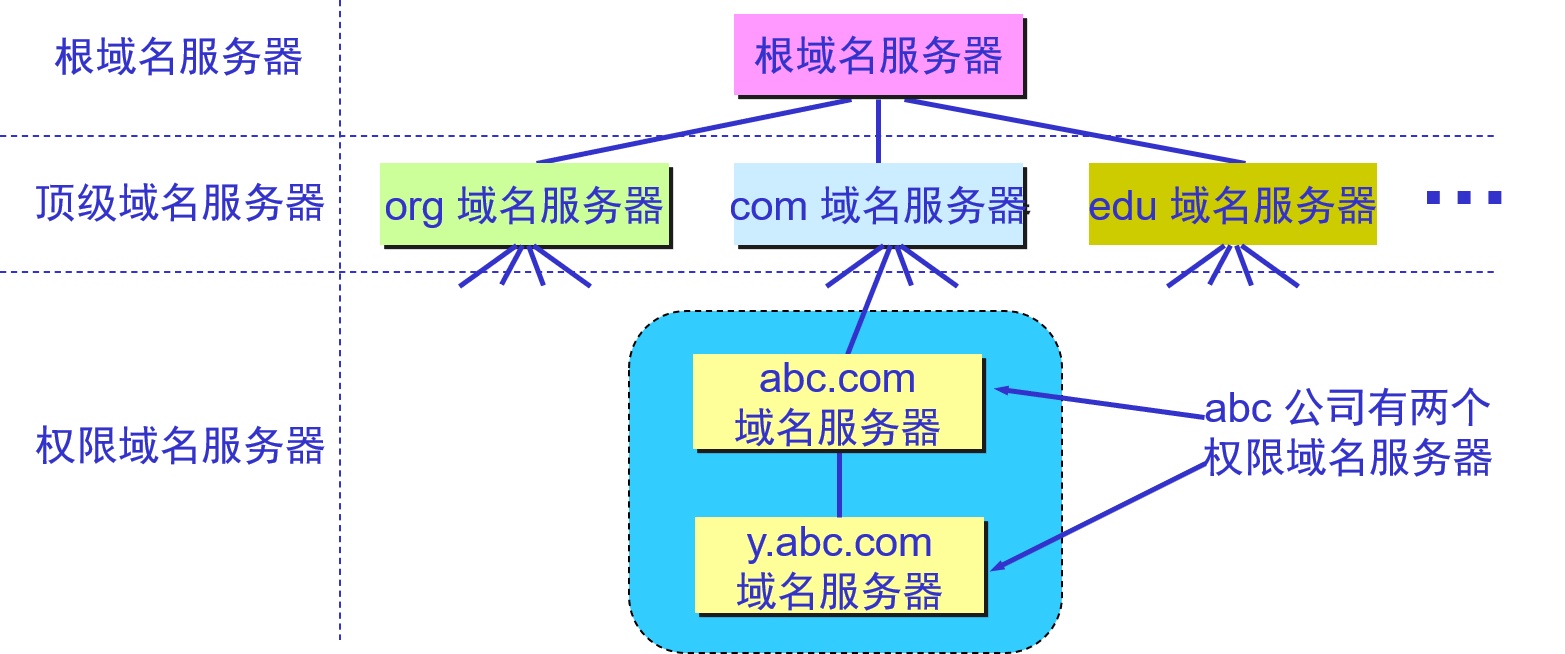 根域名服务器
根域名服务器
顶级域名服务器
org 域名服务器
com 域名服务器
edu 域名服务器
...
权限域名服务器
abc.com
域名服务器
y.abc.com
域名服务器
abc 公司有两个
权限域名服务器